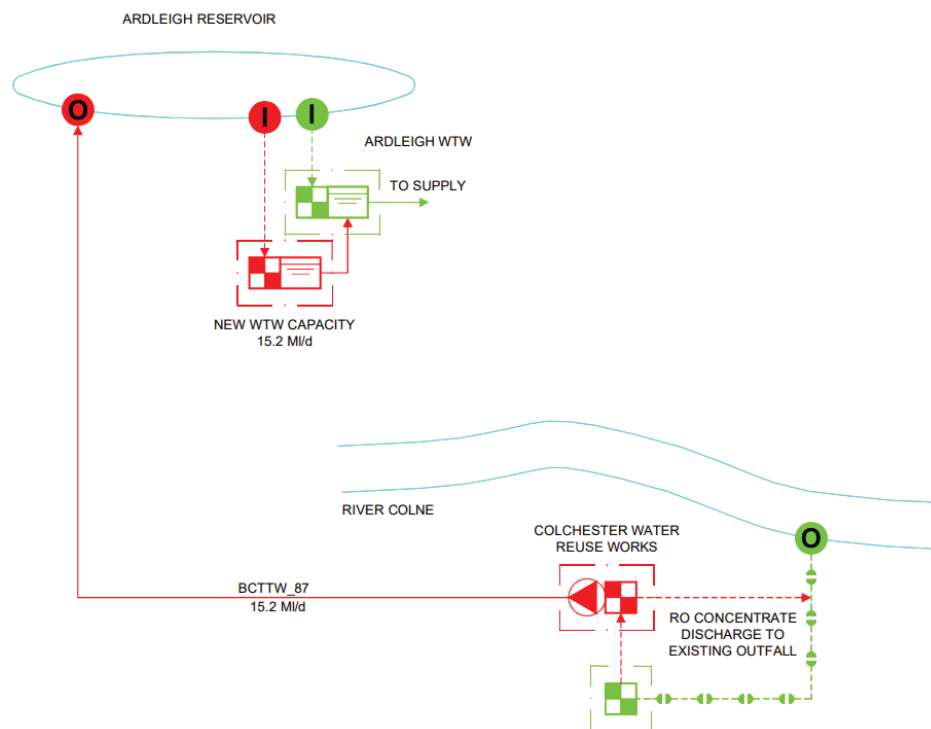 ARDLEIGH RESERVOIR
O
I
I
ARDLEIGH WTW
TO SUPPLY
NEW WTW CAPACITY
15.2 Ml/d
RIVER COLNE
COLCHESTER WATER
REUSE WORKS
O
BCTTW_87
15.2 Ml/d
RO CONCENTRATE
DISCHARGE TO
EXISTING OUTFALL